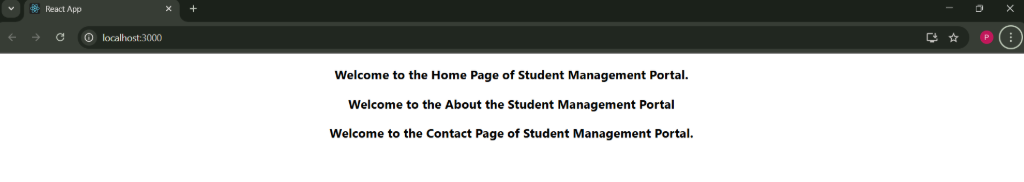 React App
localhost:3000
P
Welcome to the Home Page of Student Management Portal.
Welcome to the About the Student Management Portal
Welcome to the Contact Page of Student Management Portal.